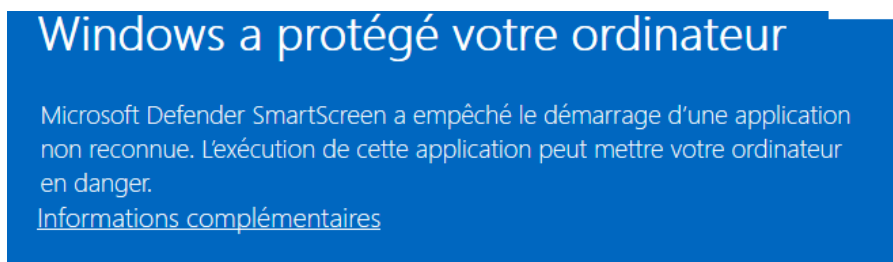 Windows a protégé votre ordinateur
Microsoft Defender SmartScreen a empêché le démarrage d’une application
non reconnue. L’exécution de cette application peut mettre votre ordinateur
en danger.
Informations complémentaires